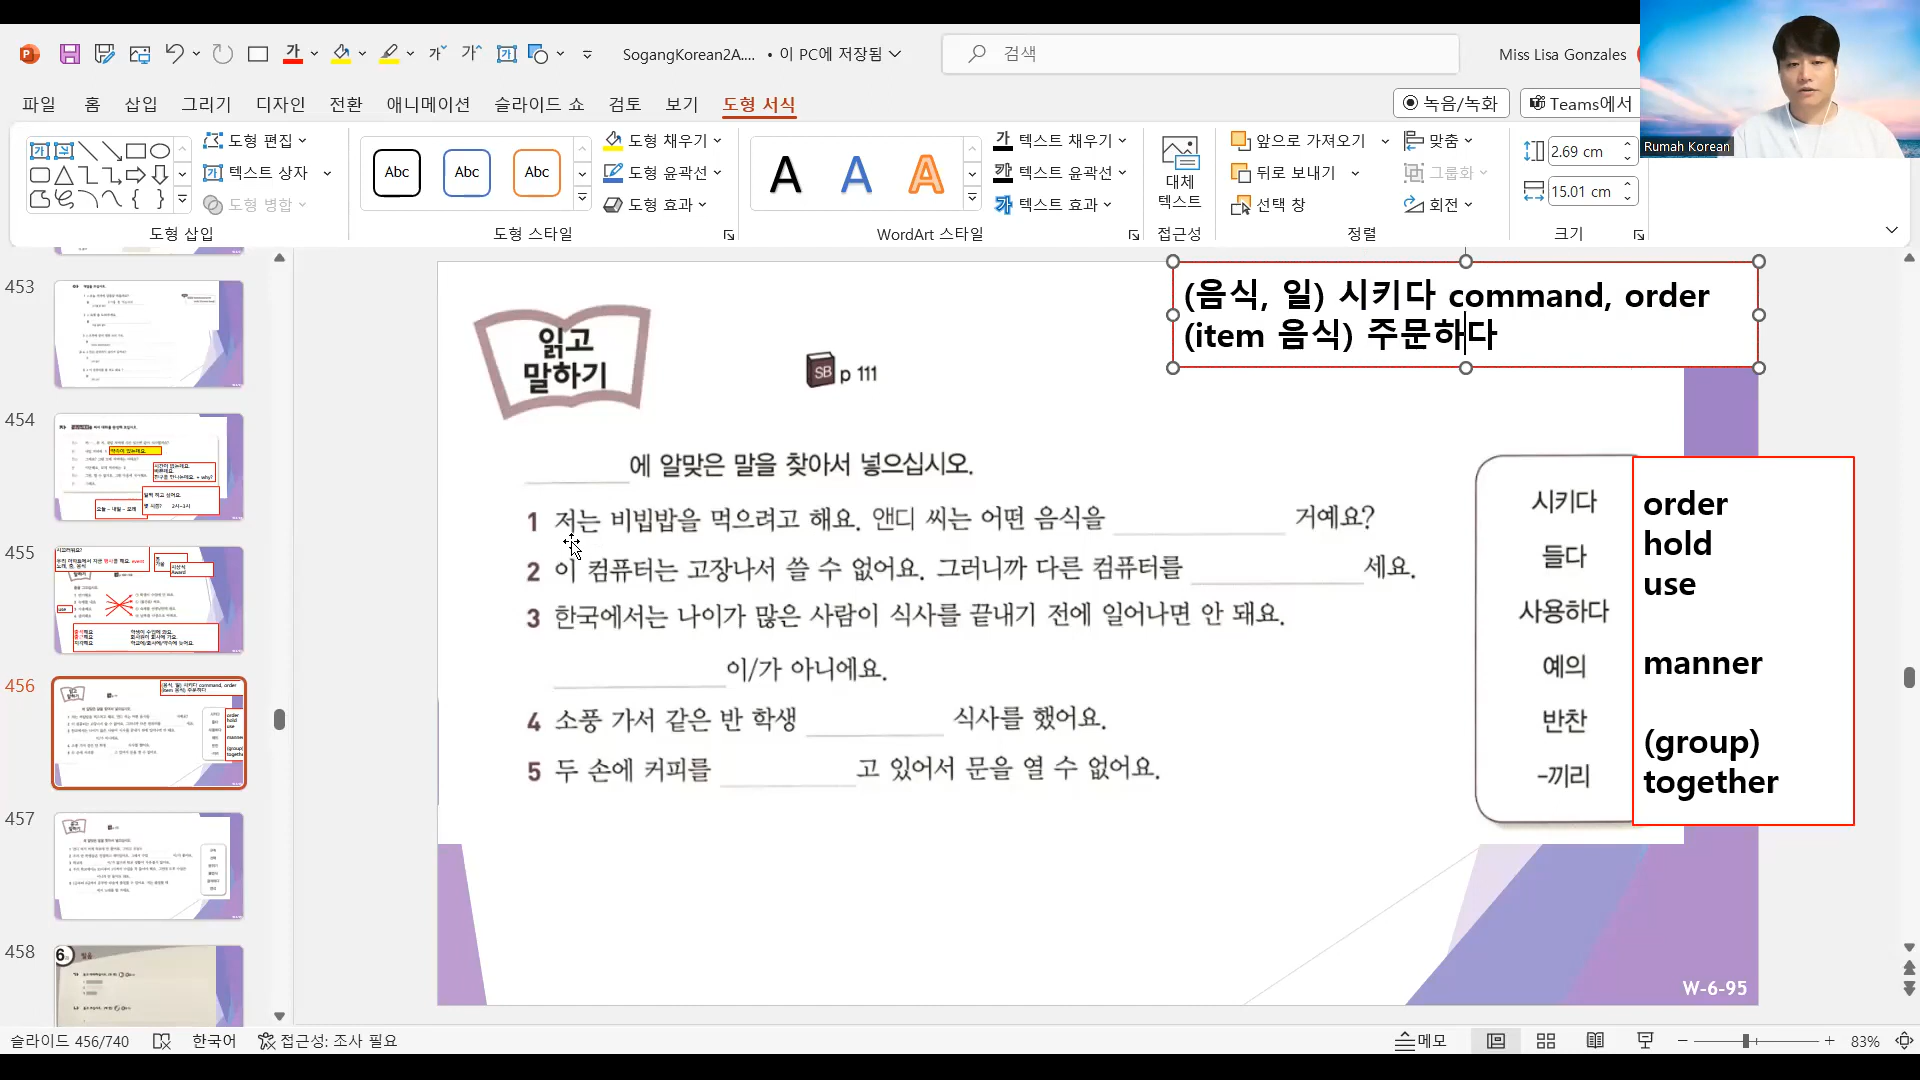 SogangKorean2A.... • 이 PC에 저장됨
검색
Miss Lisa Gonzales
파일 홈 삽입 그리기 디자인 전환 애니메이션 슬라이드 쇼 검토 보기 도형 서식
녹음/녹화
Teams에서
Rumah Korean
도형 편집
텍스트 상자
도형 병합
도형 삽입
Abc Abc Abc
도형 채우기
도형 윤곽선
도형 효과
도형 스타일
A A A
텍스트 채우기
텍스트 윤곽선
텍스트 효과
WordArt 스타일
대체
텍스트
접근성
앞으로 가져오기
뒤로 보내기
선택 창
맞춤
그룹화
회전
정렬
2.69 cm
15.01 cm
크기
453
454
455
456
457
458
(음식, 일) 시키다 command, order
(item 음식) 주문하다
읽고
말하기
SB p 111
에 알맞은 말을 찾아서 넣으십시오.
1 저는 비빔밥을 먹으려고 해요. 앤디 씨는 어떤 음식을 거예요?
2 이 컴퓨터는 고장나서 쓸 수 없어요. 그러니까 다른 컴퓨터를 세요.
3 한국에서는 나이가 많은 사람이 식사를 끝내기 전에 일어나면 안 돼요.
이/가 아니에요.
4 소풍 가서 같은 반 학생 식사를 했어요.
5 두 손에 커피를 고 있어서 문을 열 수 없어요.
시키다
들다
사용하다
예의
반찬
-끼리
order
hold
use
manner
(group)
together
W-6-95
슬라이드 456/740
한국어
접근성: 조사 필요
메모
83%